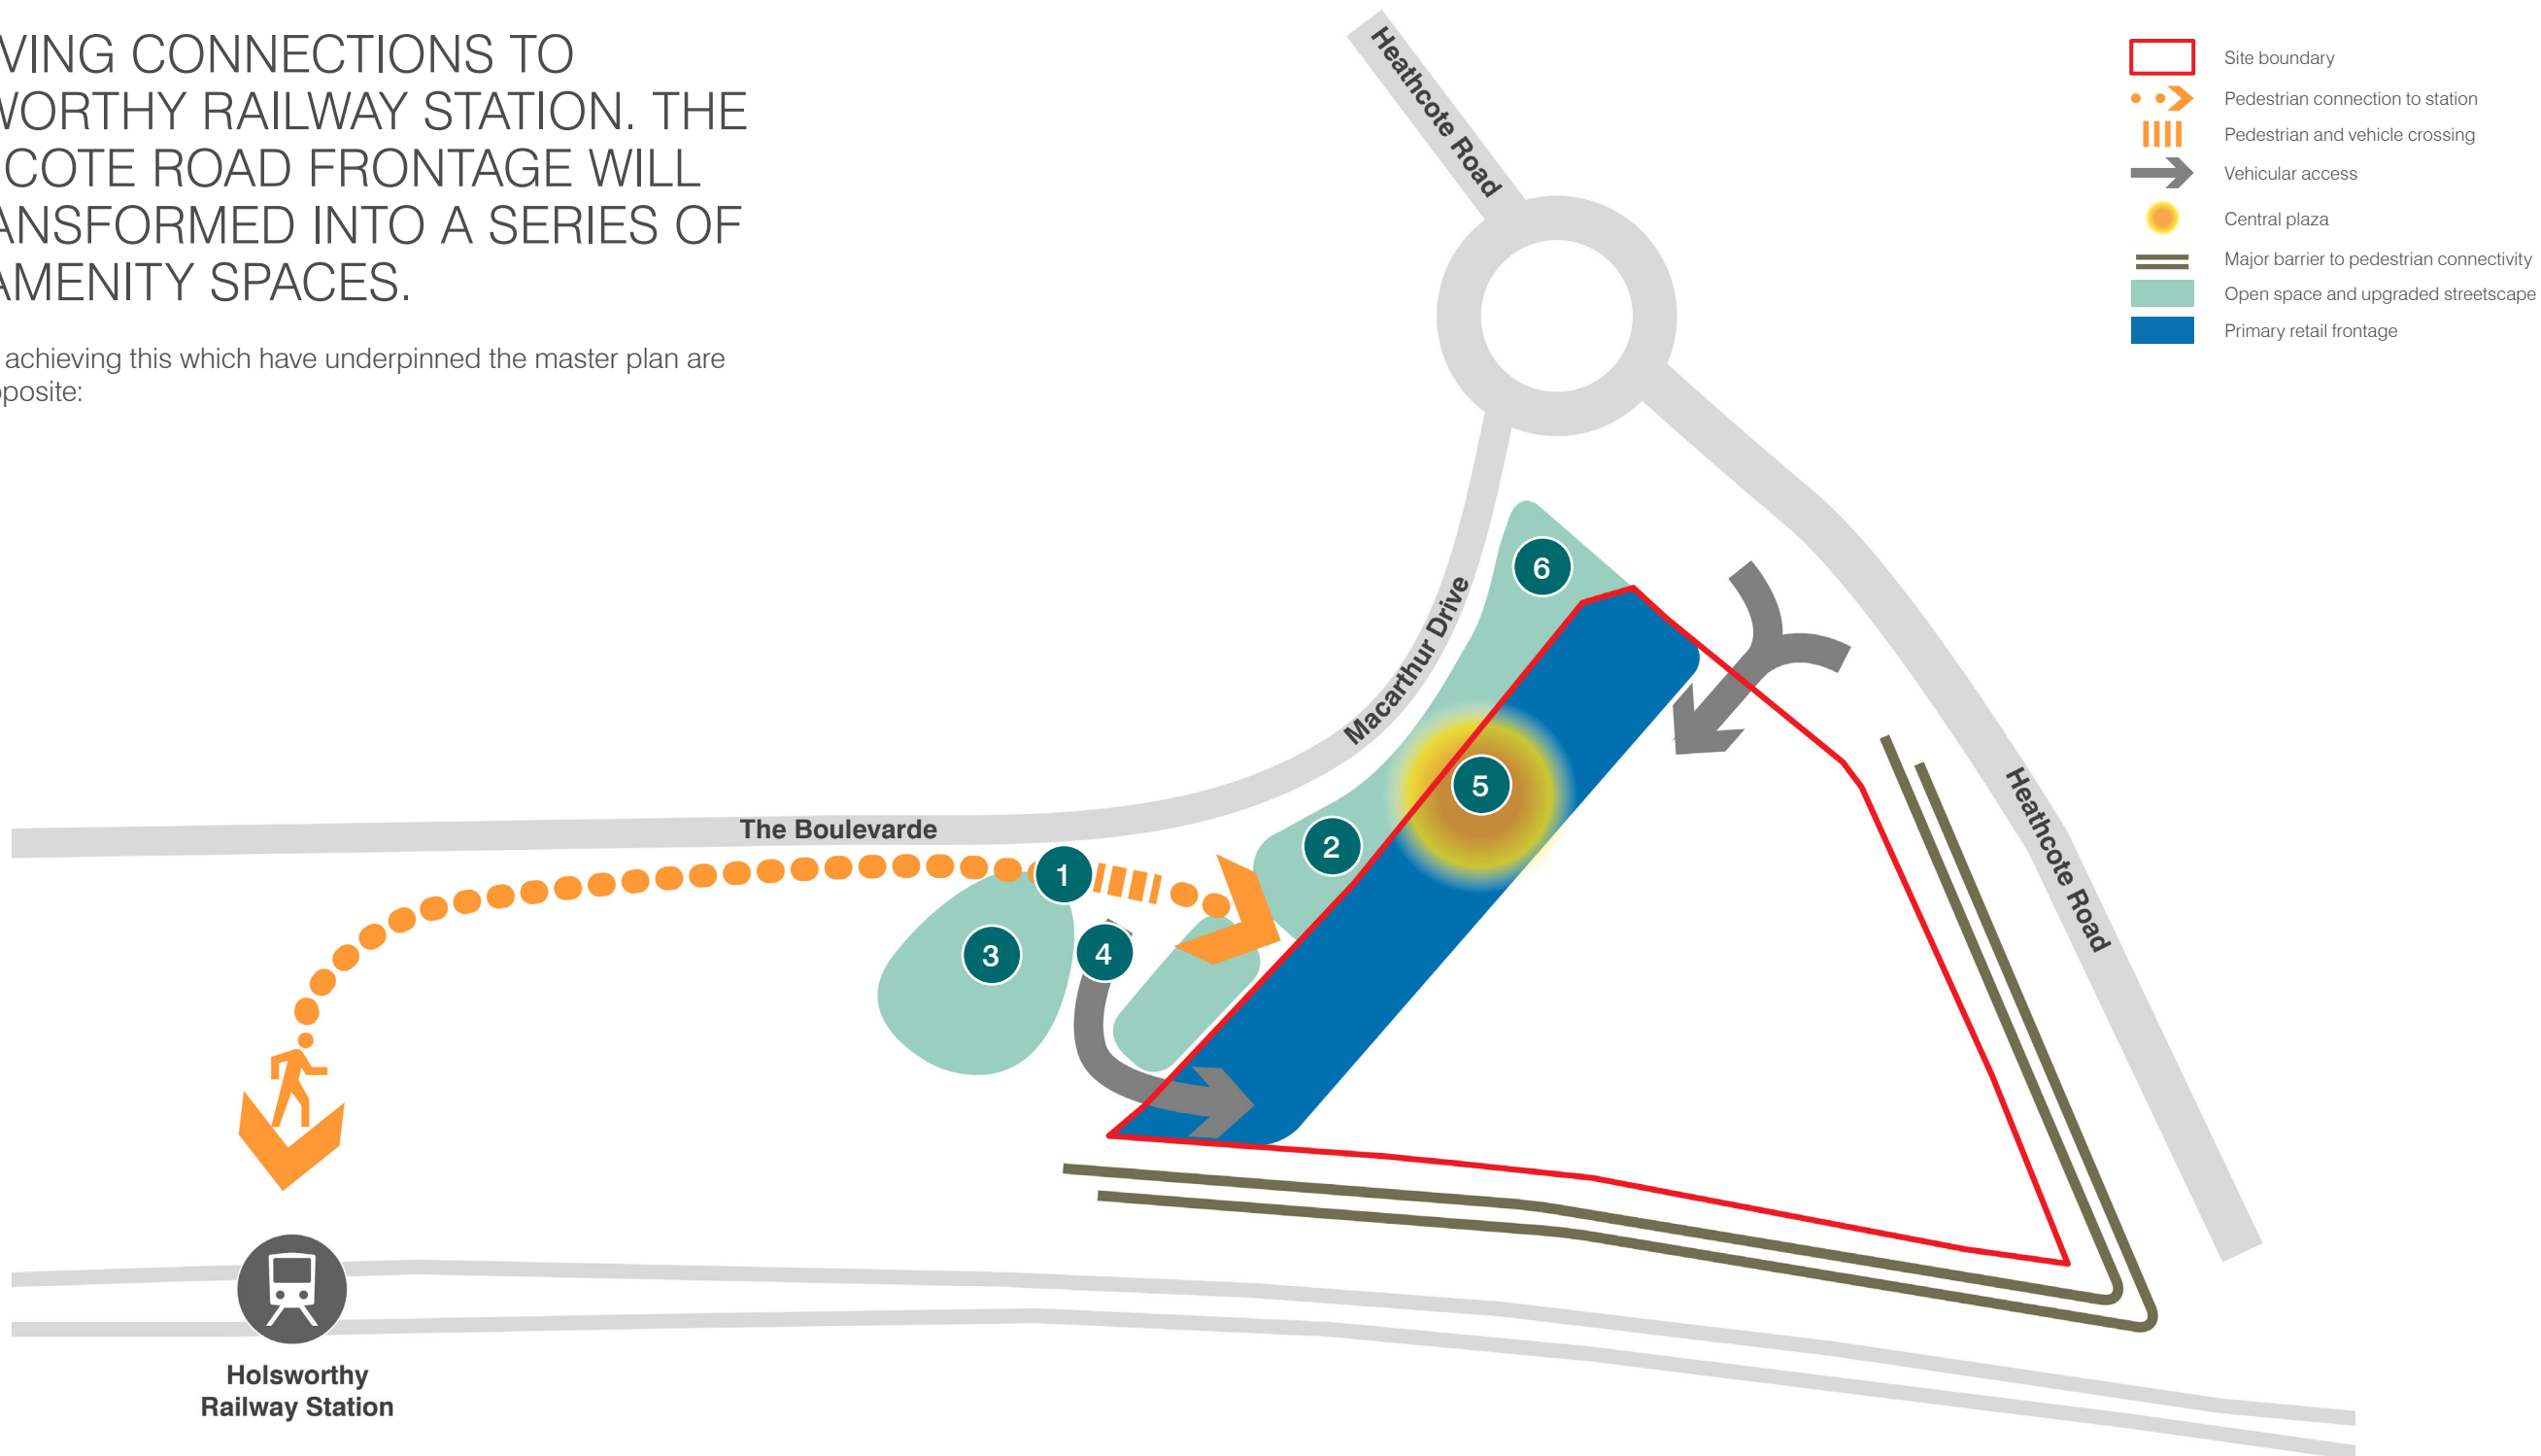 VING CONNECTIONS TO
WORTHY RAILWAY STATION. THE
COTE ROAD FRONTAGE WILL
ANSFORMED INTO A SERIES OF
AMENITY SPACES.
achieving this which have underpinned the master plan are
posite:
Site boundary
Pedestrian connection to station
Pedestrian and vehicle crossing
Vehicular access
Central plaza
Major barrier to pedestrian connectivity
Open space and upgraded streetscape
Primary retail frontage
Heathcote Road
6
Macarthur Drive
5
Heathcote Road
The Boulevarde
2
1
3
4
Holsworthy
Railway Station